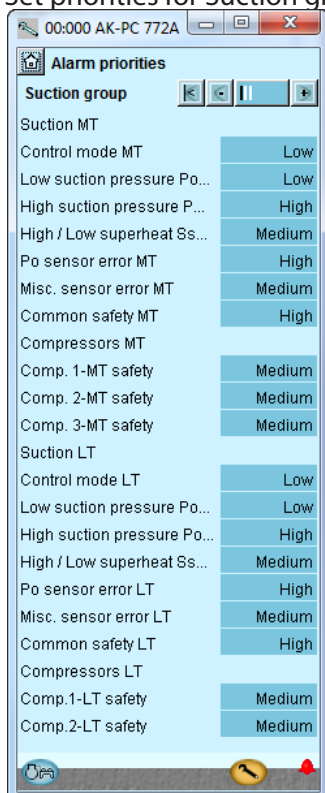 Set priorities for Suction g
00:000 AK-PC 772A
Alarm priorities
Suction group
Suction MT
Control mode MT Low
Low suction pressure Po... Low
High suction pressure P... High
High / Low superheat Ss... Medium
Po sensor error MT High
Misc. sensor error MT Medium
Common safety MT High
Compressors MT
Comp. 1-MT safety Medium
Comp. 2-MT safety Medium
Comp. 3-MT safety Medium
Suction LT
Control mode LT Low
Low suction pressure Po... Low
High suction pressure Po... High
High / Low superheat Ss... Medium
Po sensor error LT High
Misc. sensor error LT Medium
Common safety LT High
Compressors LT
Comp.1-LT safety Medium
Comp.2-LT safety Medium